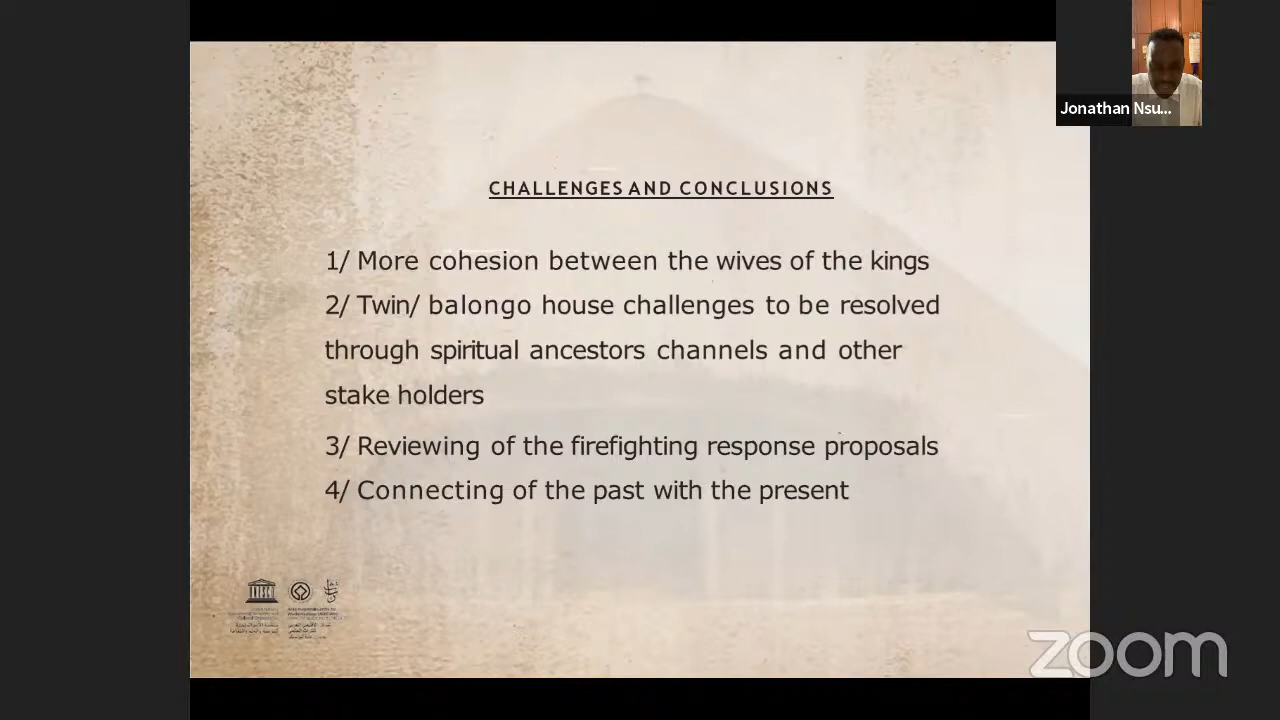 Jonathan Nsu...
CHALLENGES AND CONCLUSIONS
1/ More cohesion between the wives of the kings
2/ Twin/ balongo house challenges to be resolved
through spiritual ancestors channels and other
stake holders
3/ Reviewing of the firefighting response proposals
4/ Connecting of the past with the present
zoom